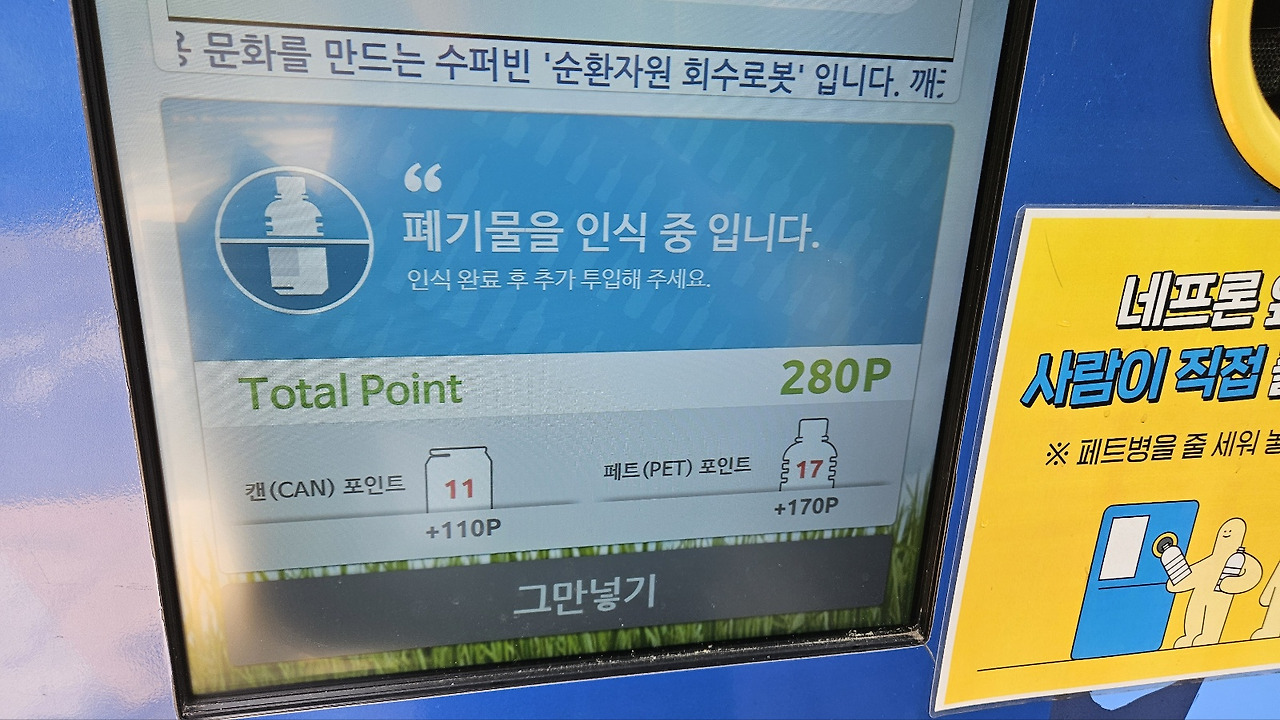 문화를 만드는 수퍼빈 '순환자원 회수로봇' 입니다.
“
폐기물을 인식 중 입니다.
인식 완료 후 추가 투입해 주세요.
Total Point 280P
캔(CAN) 포인트 11
+110P
페트(PET) 포인트 17
+170P
그만넣기
네프론
사람이 직접
※ 페트병을 줄 세워